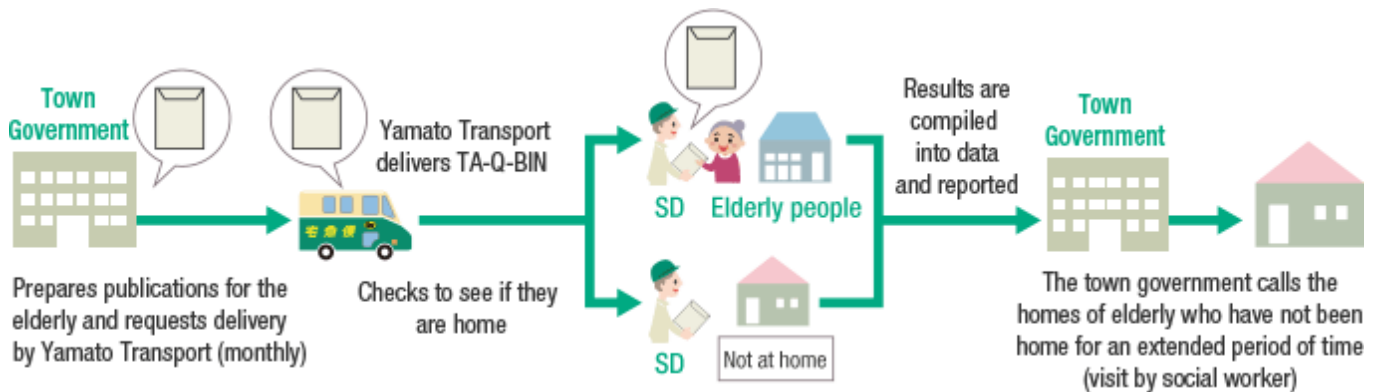 Town
Government
Prepares publications for the
elderly and requests delivery
by Yamato Transport (monthly)
宅急便
Yamato Transport
delivers TA-Q-BIN
Checks to see if they
are home
SD
Elderly people
SD
Not at home
Results are
compiled
into data
and reported
Town
Government
The town government calls the
homes of elderly who have not been
home for an extended period of time
(visit by social worker)